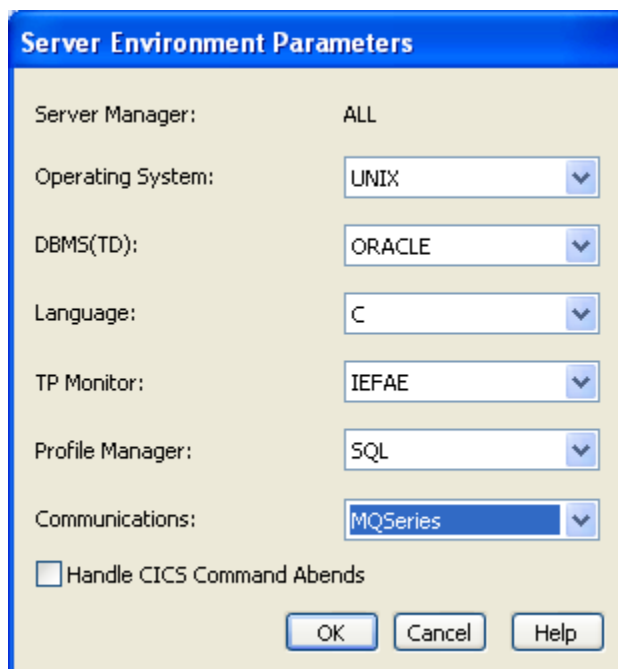 Server Environment Parameters
Server Manager: ALL
Operating System: UNIX
DBMS(TD): ORACLE
Language: C
TP Monitor: IEFAE
Profile Manager: SQL
Communications: MQSeries
Handle CICS Command Abends
OK Cancel Help